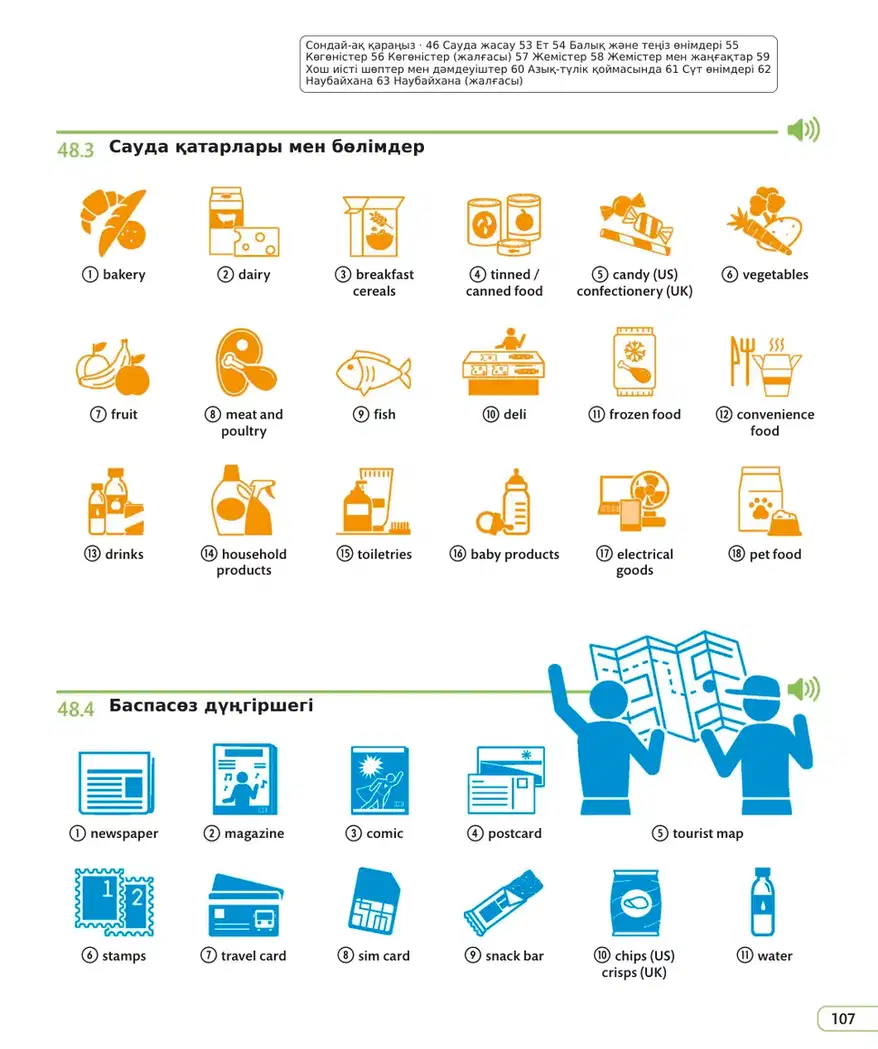 Сондай-ақ қараңыз · 46 Сауда жасау 53 Ет 54 Балық және теңіз өнімдері 55
Көгөністер 56 Көгөністер (жалғасы) 57 Жемістер 58 Жемістер мен жаңғақтар 59
Хош иісті шөптер мен дәмдеуіштер 60 Азық-түлік қоймасында 61 Сүт өнімдері 62
Наубайхана 63 Наубайхана (жалғасы)
48.3 Сауда қатарлары мен бөлімдер
① bakery
② dairy
③ breakfast
cereals
④ tinned /
canned food
⑤ candy (US)
confectionery (UK)
⑥ vegetables
⑦ fruit
⑧ meat and
poultry
⑨ fish
⑩ deli
⑪ frozen food
⑫ convenience
food
⑬ drinks
⑭ household
products
⑮ toiletries
⑯ baby products
⑰ electrical
goods
⑱ pet food
48.4 Баспасөз дүңгіршегі
① newspaper
② magazine
③ comic
④ postcard
⑤ tourist map
1
2
⑥ stamps
⑦ travel card
⑧ sim card
⑨ snack bar
⑩ chips (US)
crisps (UK)
⑪ water
107